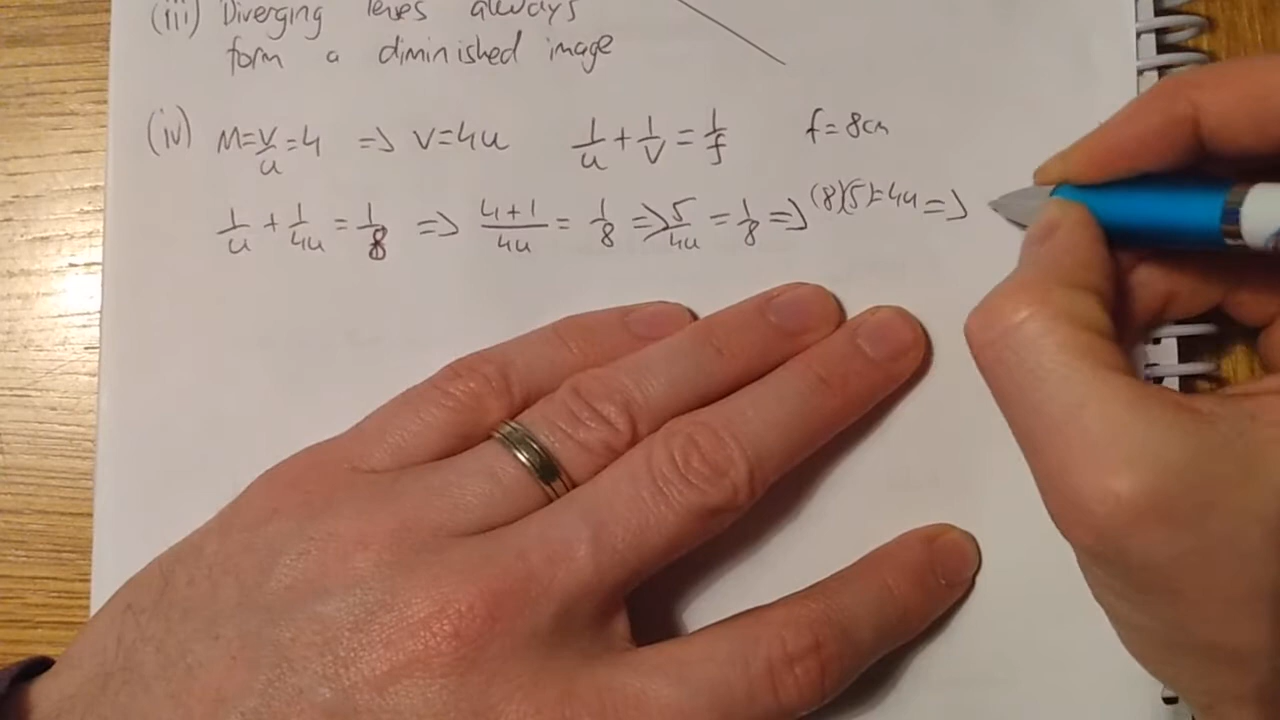 (iii) Diverging lenses always
form a diminished image
(iv) M=v/u=4 => v=4u 1/u+1/v=1/f f=8cm
1/u+1/4u=1/8 => 4+1/4u=1/8 => 5/4u=1/8 => (8)(5)=4u =>